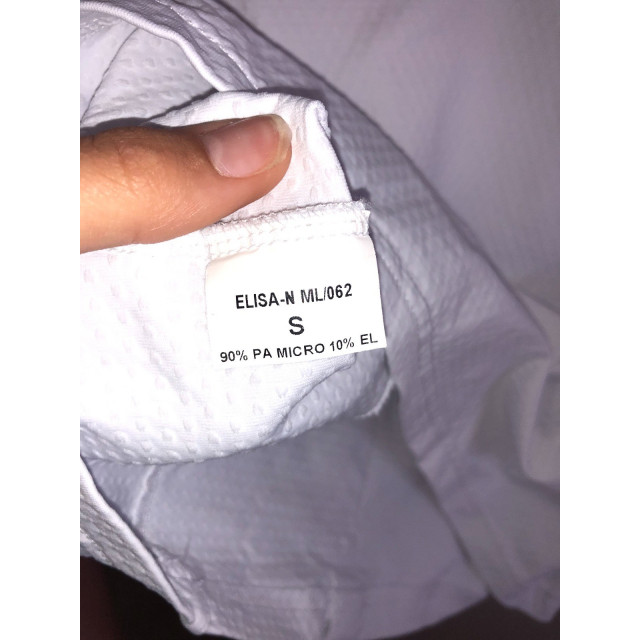 ELISA-N ML/062
S
90% PA MICRO 10% EL